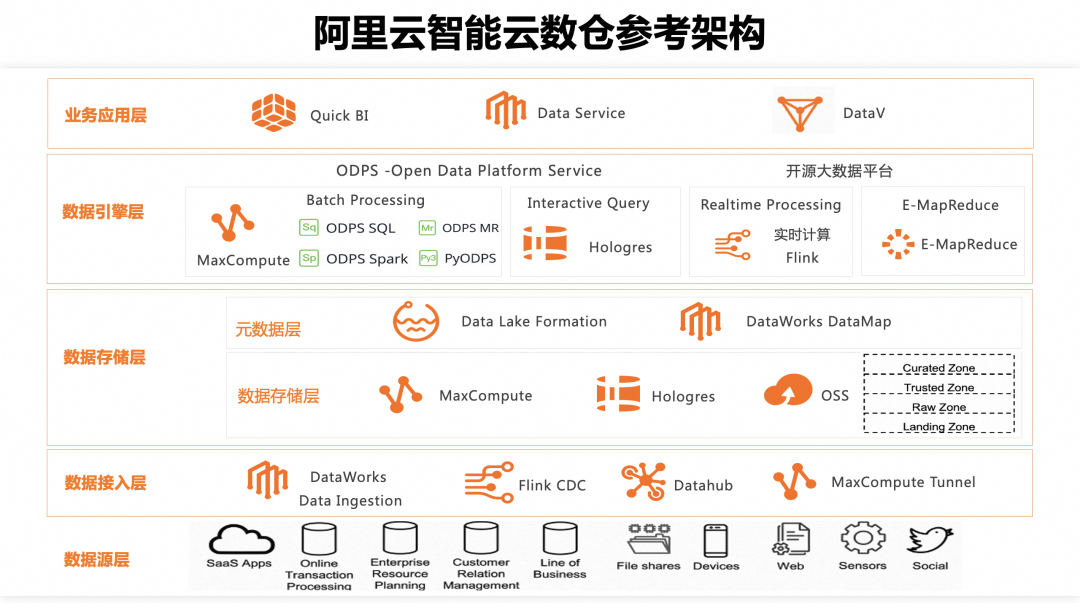 阿里云智能云数仓参考架构
业务应用层
Quick BI
Data Service
DataV
数据引擎层
ODPS -Open Data Platform Service
开源大数据平台
MaxCompute
Batch Processing
Sq ODPS SQL
Mr ODPS MR
Sp ODPS Spark
Py3 PyODPS
Interactive Query
Hologres
Realtime Processing
实时计算
Flink
E-MapReduce
E-MapReduce
数据存储层
元数据层
Data Lake Formation
DataWorks DataMap
数据存储层
MaxCompute
Hologres
OSS
Curated Zone
Trusted Zone
Raw Zone
Landing Zone
数据接入层
DataWorks
Data Ingestion
Flink CDC
Datahub
MaxCompute Tunnel
数据源层
SaaS Apps
Online
Transaction
Processing
Enterprise
Resource
Planning
Customer
Relation
Management
Line of
Business
File shares
Devices
Web
Sensors
Social